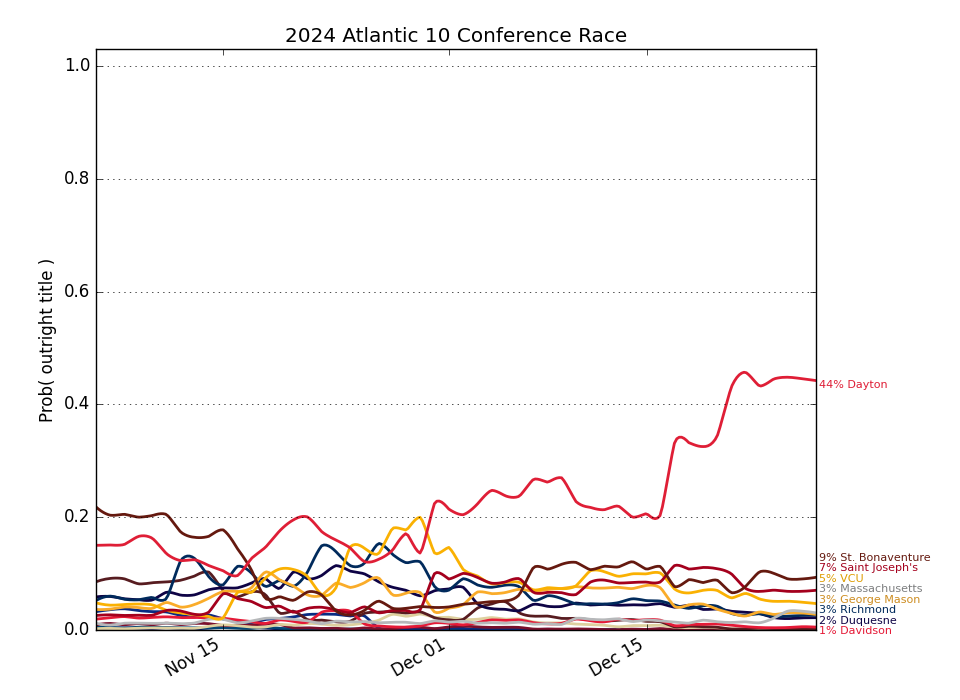 2024 Atlantic 10 Conference Race
Prob( outright title )
1.0
0.8
0.6
0.4
0.2
0.0
Nov 15
Dec 01
Dec 15
44% Dayton
9% St. Bonaventure
7% Saint Joseph's
5% VCU
3% Massachusetts
3% George Mason
3% Richmond
2% Duquesne
1% Davidson